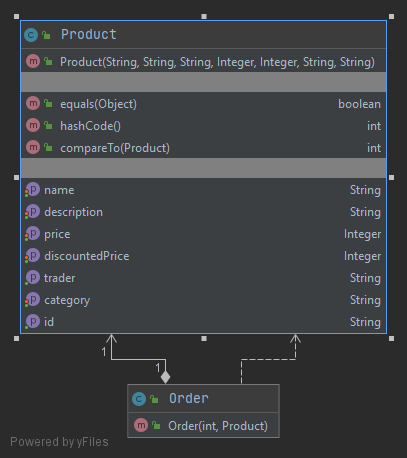 Product
Product(String, String, String, Integer, Integer, String, String)
equals(Object) boolean
hashCode() int
compareTo(Product) int
name String
description String
price Integer
discountedPrice Integer
trader String
category String
id String
1
1
Order
Order(int, Product)
Powered by yFiles